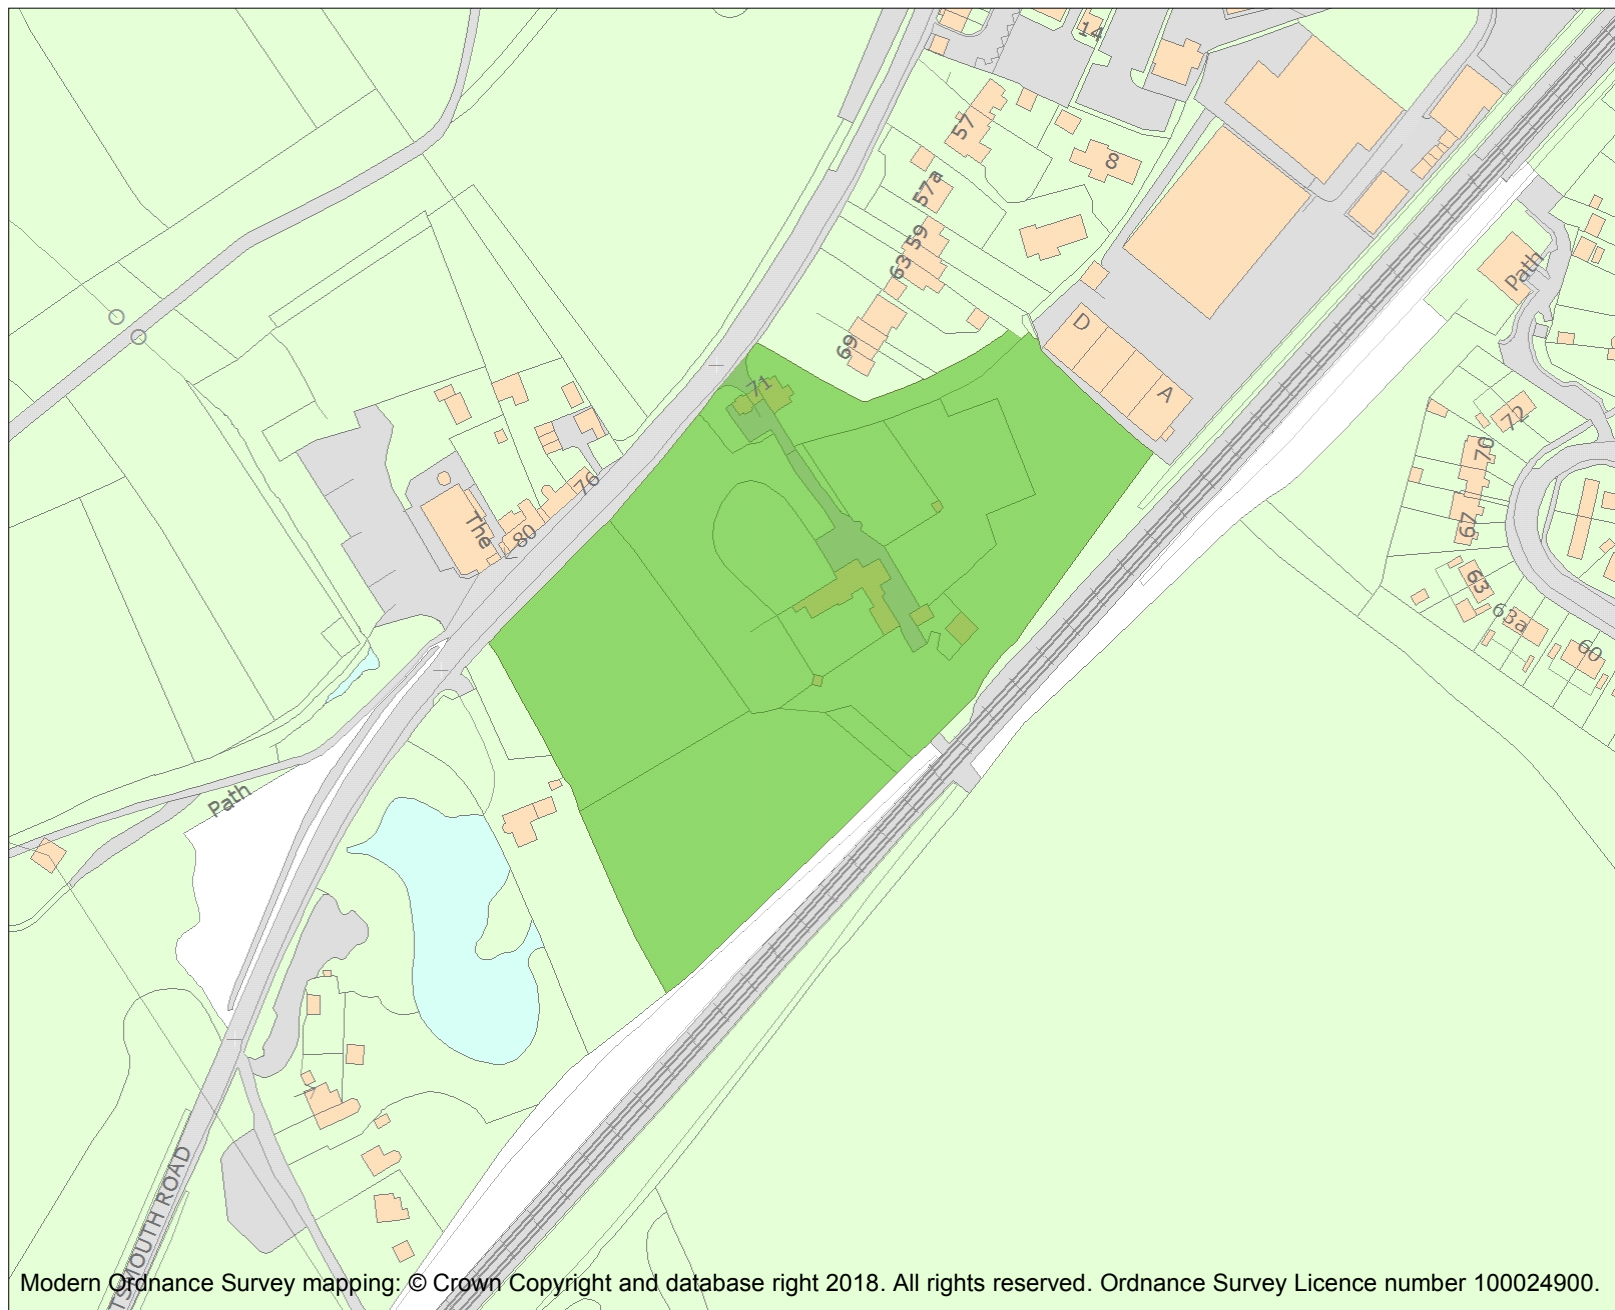 14
57
8
57a
59
63
69
D
A
Path
71
72
70
67
76
The
80
63
63a
60
Path
7
TSMOUTH ROAD
Modern Ordnance Survey mapping: © Crown Copyright and database right 2018. All rights reserved. Ordnance Survey Licence number 100024900.